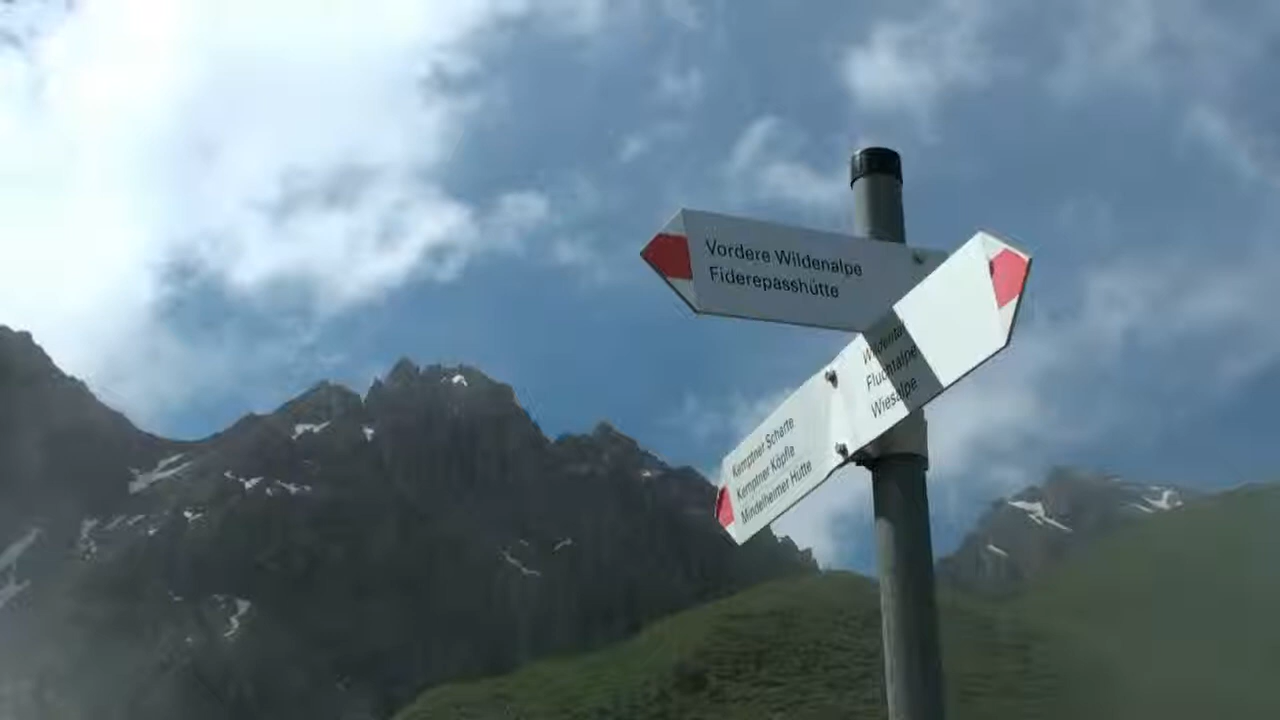 Vordere Wildenalpe
Fiderepasshütte
Fluchtalpe
Wiesalpe
Kemptner Scharte
Kemptner Köpfle
Mindelheimer Hütte